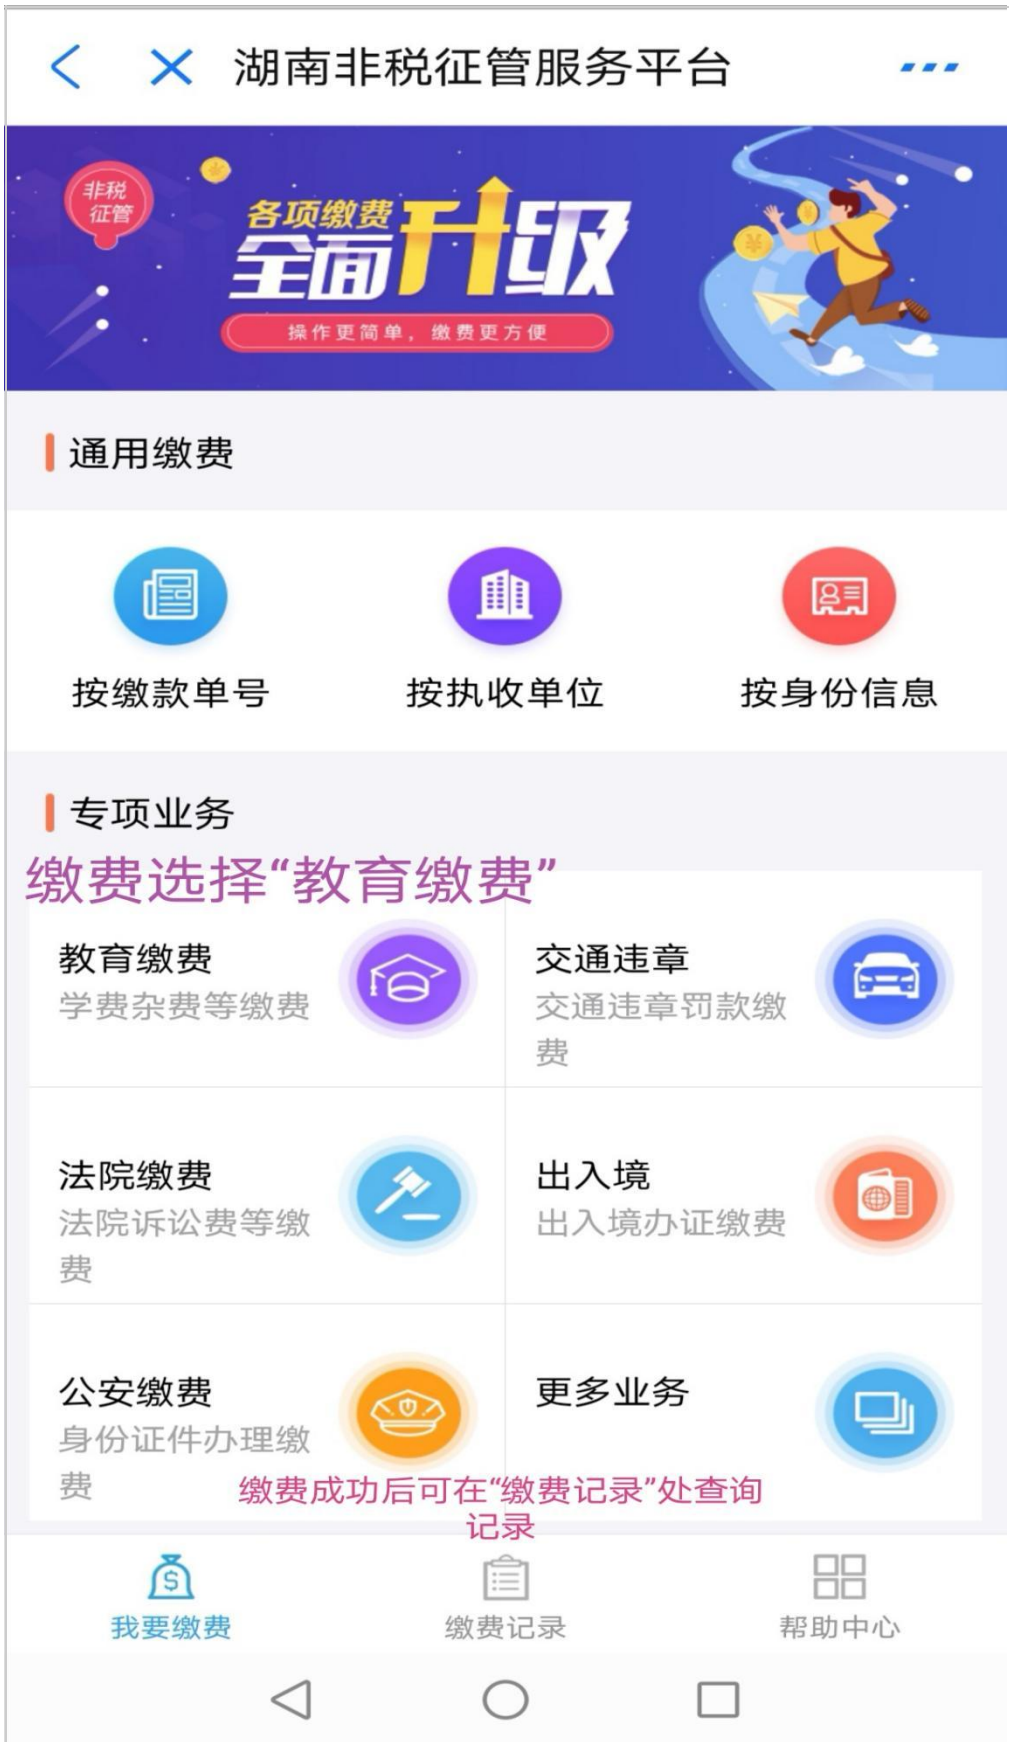 湖南非税征管服务平台
非税
征管
各项缴费
全面升级
操作更简单，缴费更方便
通用缴费
按缴款单号
按执收单位
按身份信息
专项业务
缴费选择“教育缴费”
教育缴费
学费杂费等缴费
交通违章
交通违章罚款缴
费
法院缴费
法院诉讼费等缴
费
出入境
出入境办证缴费
公安缴费
身份证件办理缴
费
更多业务
缴费成功后可在“缴费记录”处查询
记录
我要缴费
缴费记录
帮助中心